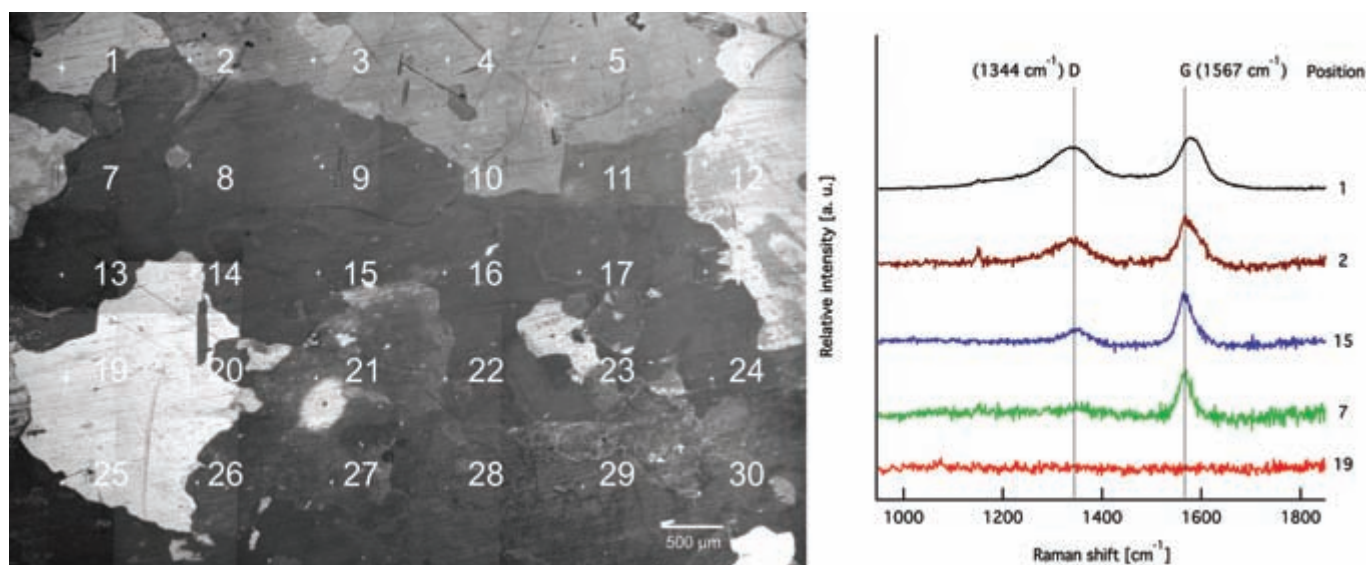 1 2 3 4 5 6
7 8 9 10 11 12
13 14 15 16 17
19 20 21 22 23 24
25 26 27 28 29 30
500 µm
(1344 cm⁻¹) D G (1567 cm⁻¹) Position
1
2
15
7
19
Relative intensity [a. u.]
1000 1200 1400 1600 1800
Raman shift [cm⁻¹]